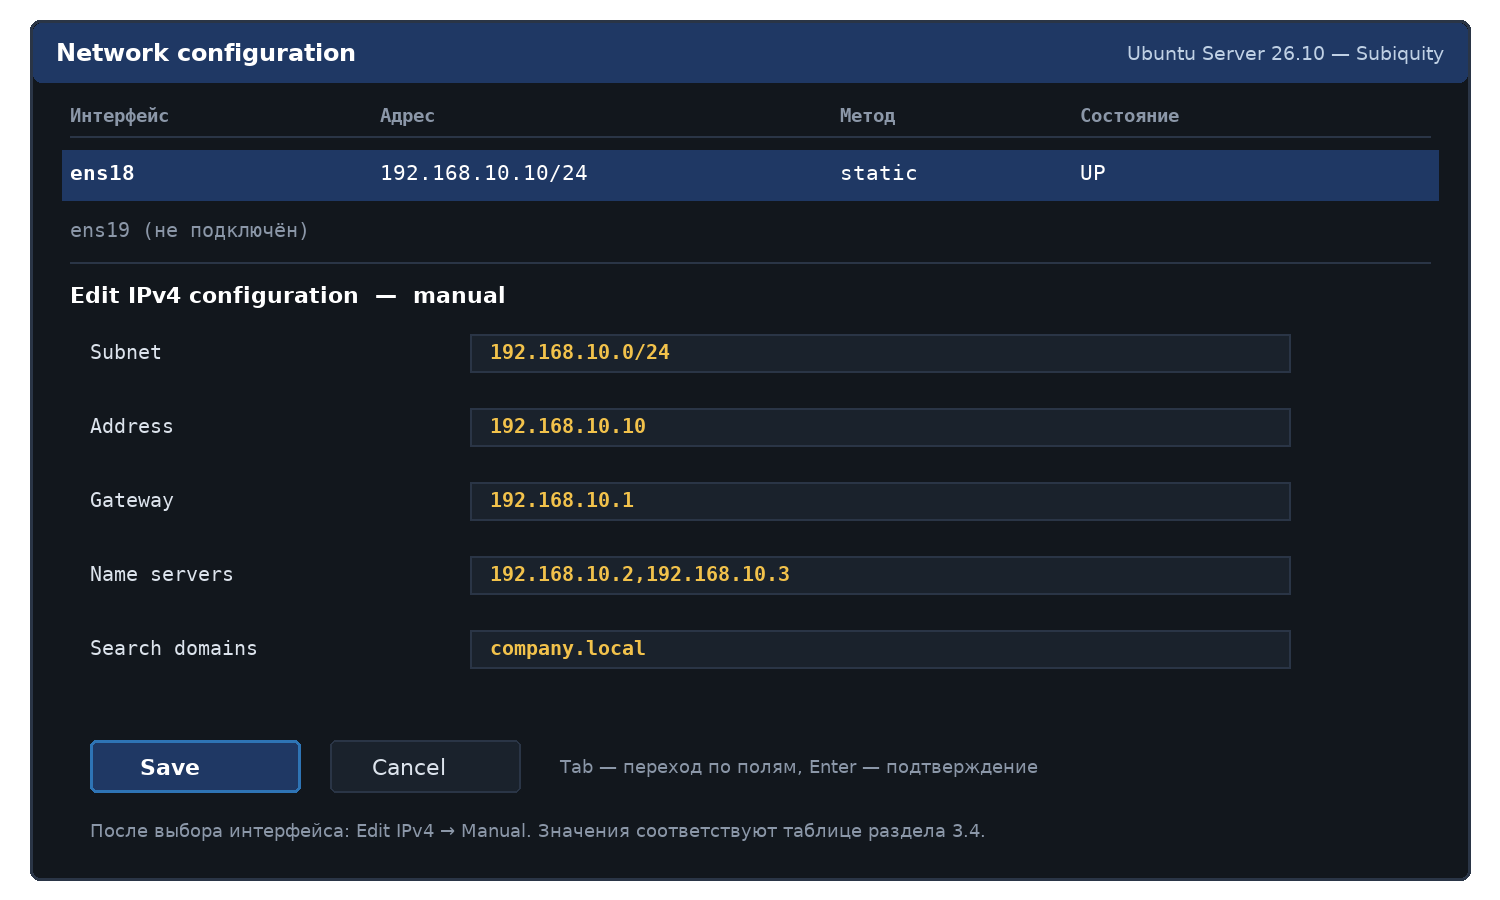 Network configuration
Ubuntu Server 26.10 — Subiquity
Интерфейс Адрес Метод Состояние
ens18 192.168.10.10/24 static UP
ens19 (не подключён)
Edit IPv4 configuration — manual
Subnet 192.168.10.0/24
Address 192.168.10.10
Gateway 192.168.10.1
Name servers 192.168.10.2,192.168.10.3
Search domains company.local
Save Cancel Tab — переход по полям, Enter — подтверждение
После выбора интерфейса: Edit IPv4 → Manual. Значения соответствуют таблице раздела 3.4.